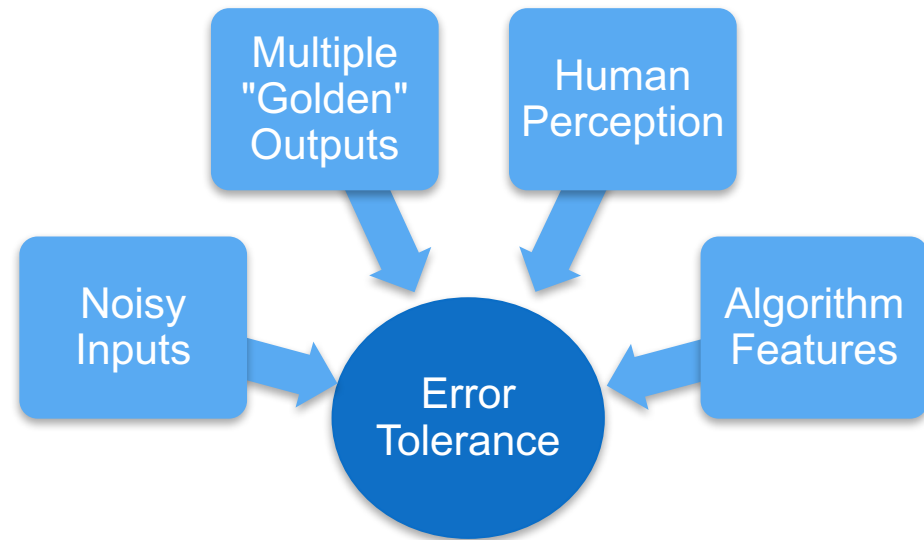 Multiple
"Golden"
Outputs
Human
Perception
Noisy
Inputs
Algorithm
Features
Error
Tolerance